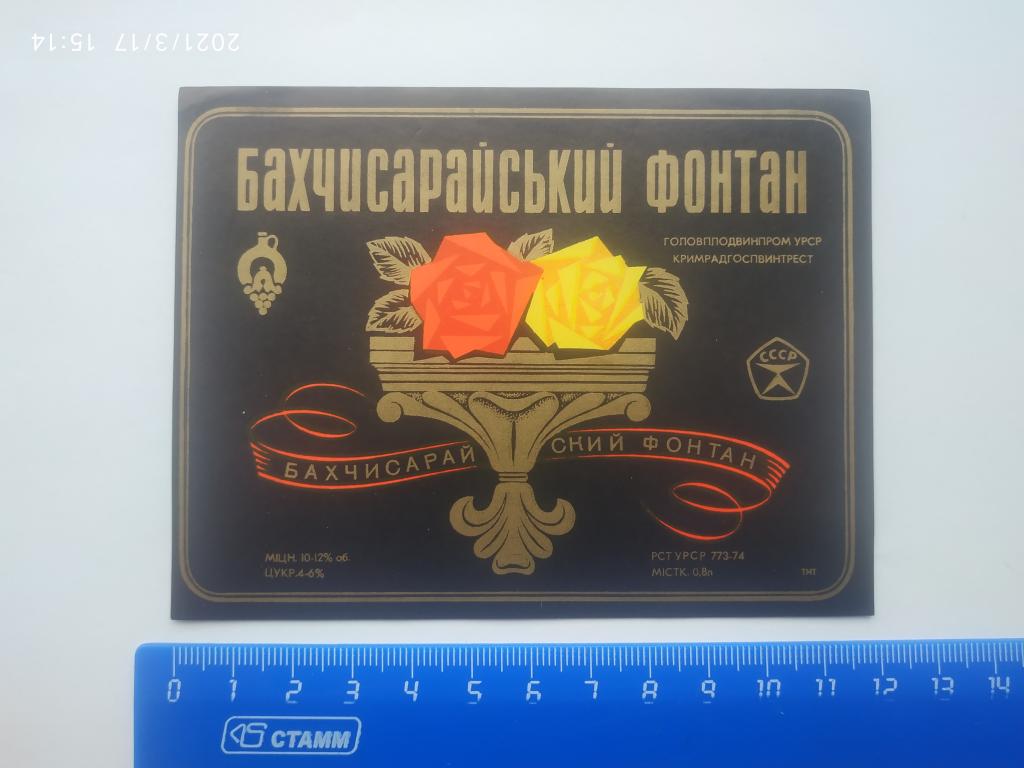 2021/3/17 15:14
БАХЧИСАРАЙСЬКИЙ ФОНТАН
ГОЛОВПЛОДВИНПРОМ УРСР
КРИМРАДГОСПВИНТРЕСТ
СССР
БАХЧИСАРАЙСКИЙ ФОНТАН
МІЦН. 10-12% об.
ЦУКР. 4-6%
РСТ УРСР 773-74
МІСТК. 0,8л
ТМТ
0 1 2 3 4 5 6 7 8 9 10 11 12 13 14
СТАММ